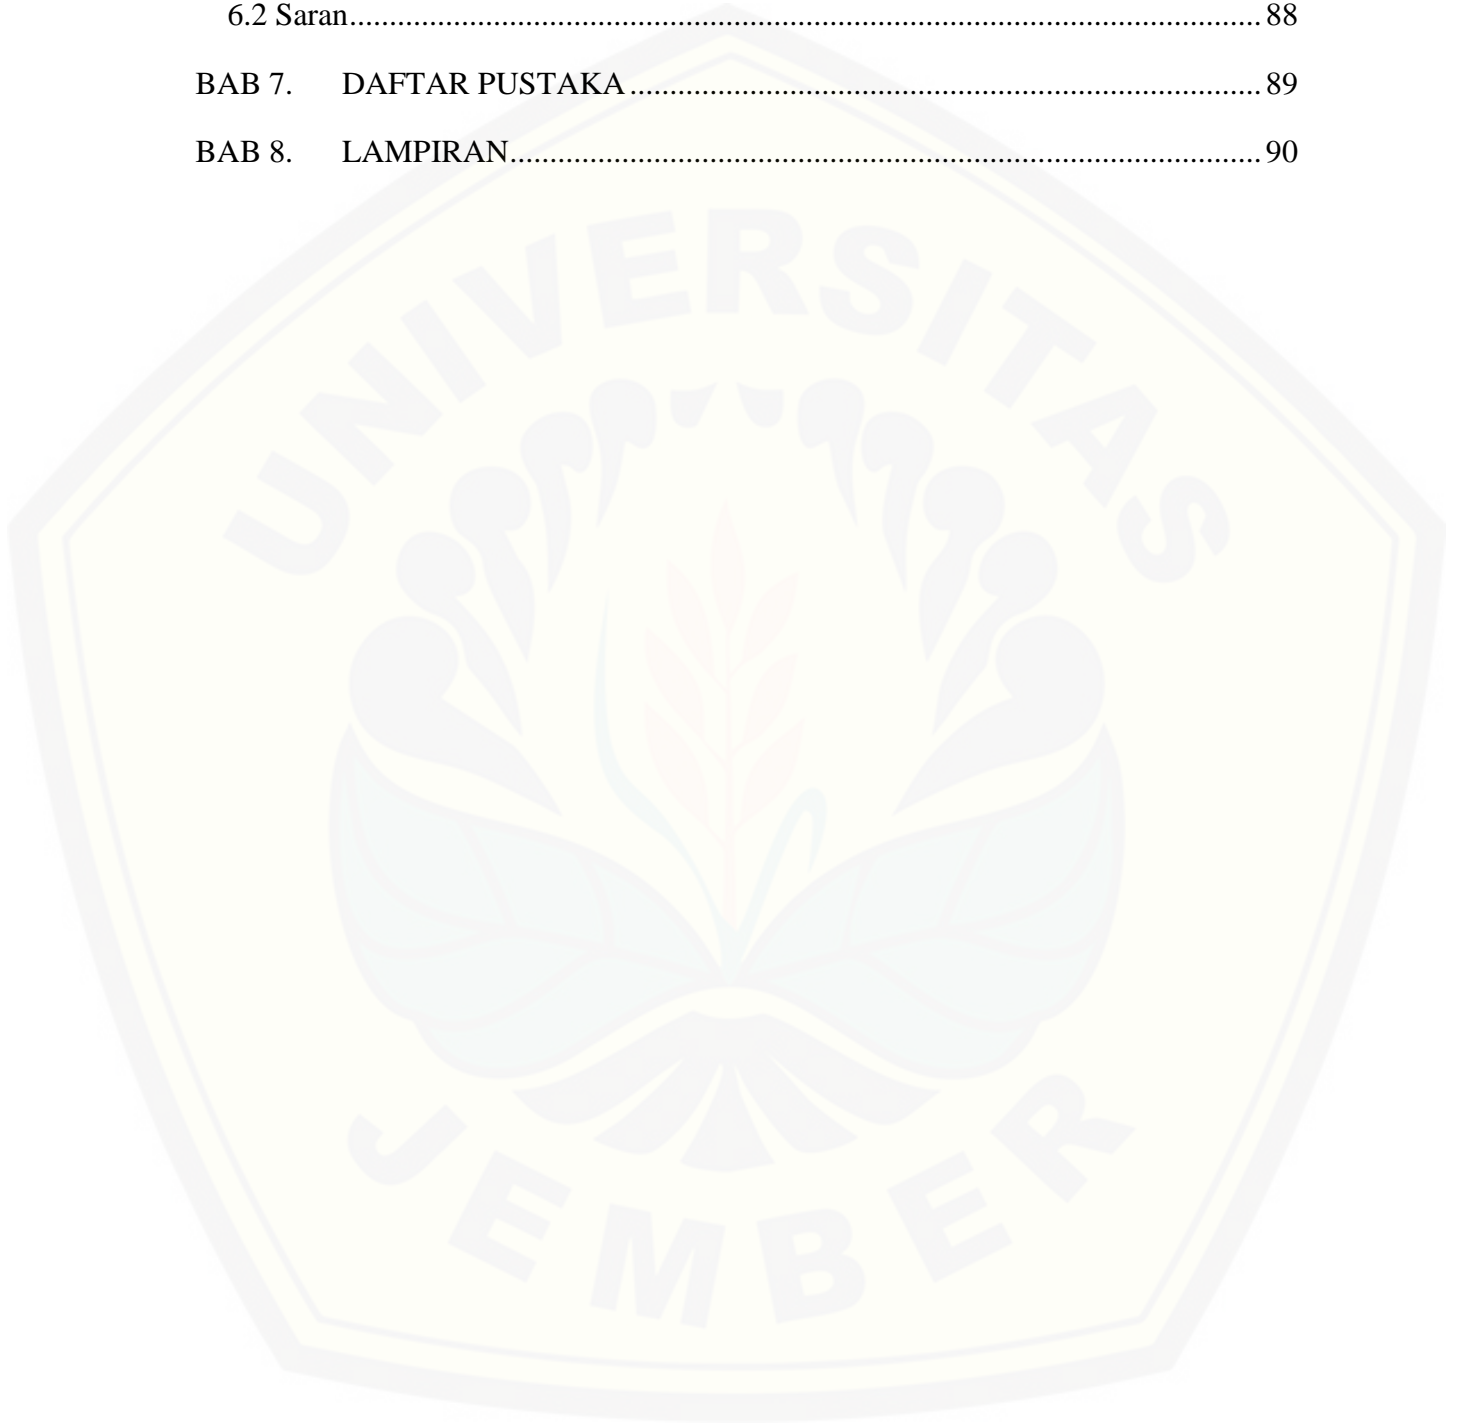 6.2 Saran.......................................................................................................................................... 88
BAB 7. DAFTAR PUSTAKA............................................................................................... 89
BAB 8. LAMPIRAN................................................................................................................. 90
UNIVERSITAS
JEMBER